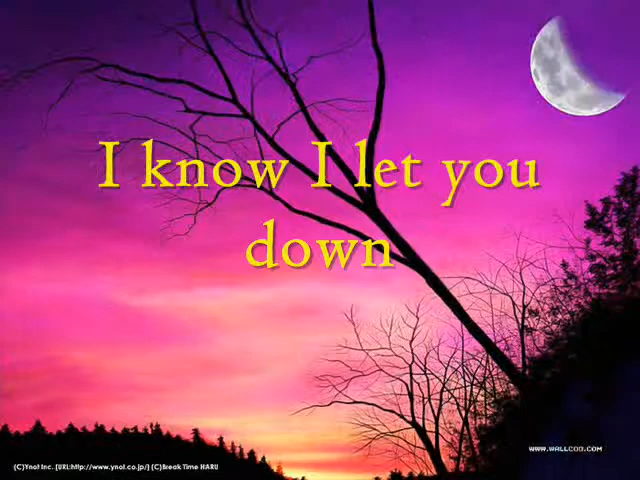 I know I let you
down
www.wallcoo.com
(C)Ynot Inc. [URL:http://www.ynot.co.jp/] (C)Break Time HARU